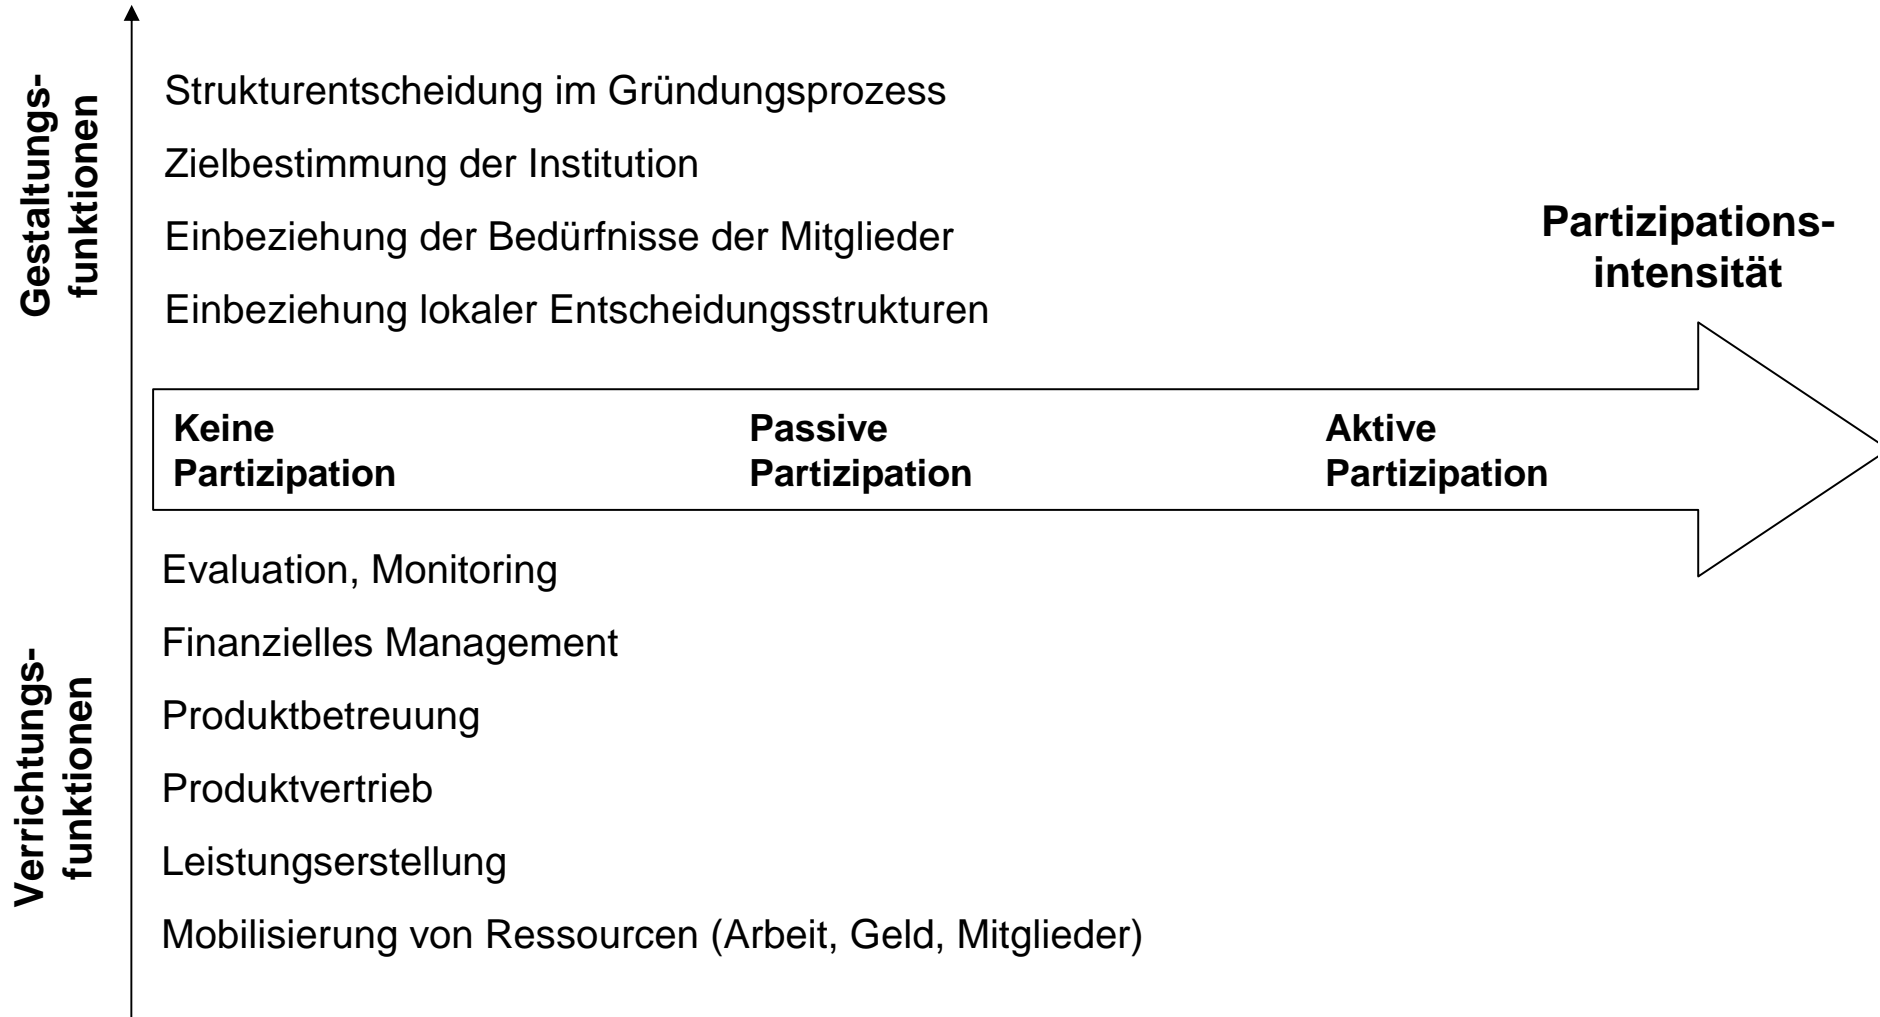 Gestaltungs-
funktionen
Strukturentscheidung im Gründungsprozess
Zielbestimmung der Institution
Einbeziehung der Bedürfnisse der Mitglieder
Einbeziehung lokaler Entscheidungsstrukturen
Partizipations-
intensität
Keine
Partizipation
Passive
Partizipation
Aktive
Partizipation
Verrichtungs-
funktionen
Evaluation, Monitoring
Finanzielles Management
Produktbetreuung
Produktvertrieb
Leistungserstellung
Mobilisierung von Ressourcen (Arbeit, Geld, Mitglieder)